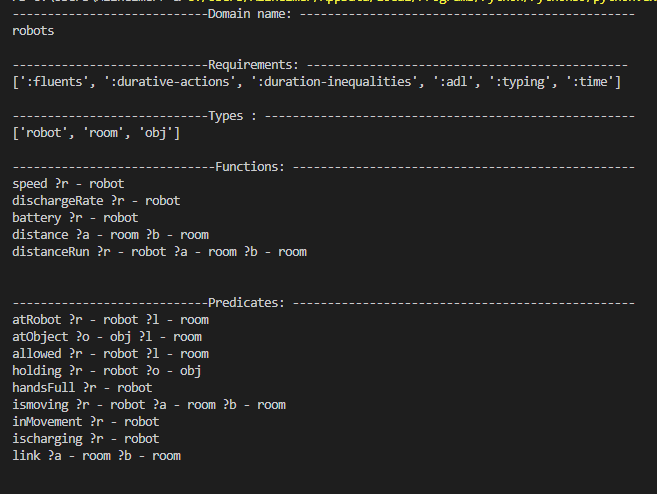 ----------------------------Domain name: ------------------------------------------------
robots
----------------------------Requirements: ----------------------------------------------
[':fluents', ':durative-actions', ':duration-inequalities', ':adl', ':typing', ':time']
----------------------------Types : -----------------------------------------------------
['robot', 'room', 'obj']
-----------------------------Functions: -------------------------------------------------
speed ?r - robot
dischargeRate ?r - robot
battery ?r - robot
distance ?a - room ?b - room
distanceRun ?r - robot ?a - room ?b - room
----------------------------Predicates: -------------------------------------------------
atRobot ?r - robot ?l - room
atObject ?o - obj ?l - room
allowed ?r - robot ?l - room
holding ?r - robot ?o - obj
handsFull ?r - robot
ismoving ?r - robot ?a - room ?b - room
inMovement ?r - robot
ischarging ?r - robot
link ?a - room ?b - room